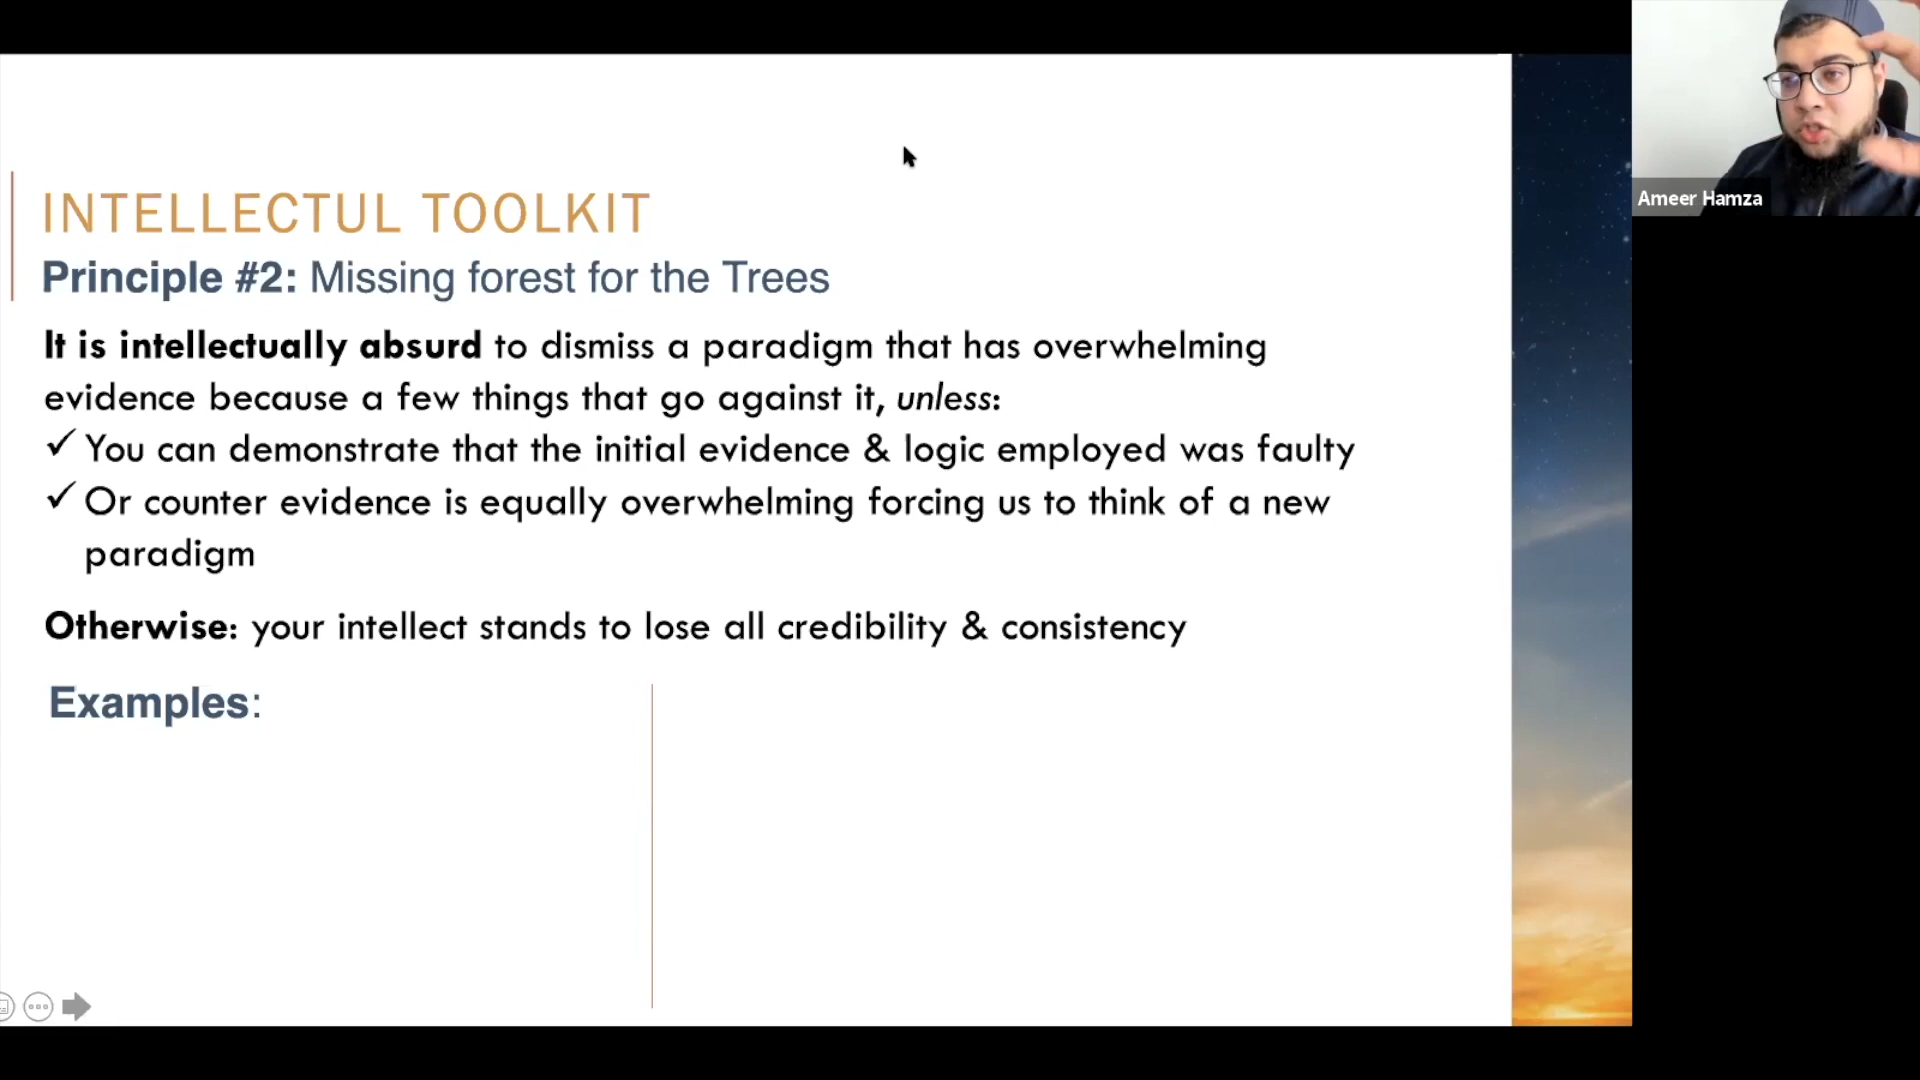 INTELLECTUL TOOLKIT
Principle #2: Missing forest for the Trees
It is intellectually absurd to dismiss a paradigm that has overwhelming
evidence because a few things that go against it, unless:
✓ You can demonstrate that the initial evidence & logic employed was faulty
✓ Or counter evidence is equally overwhelming forcing us to think of a new
paradigm
Otherwise: your intellect stands to lose all credibility & consistency
Examples:
Ameer Hamza